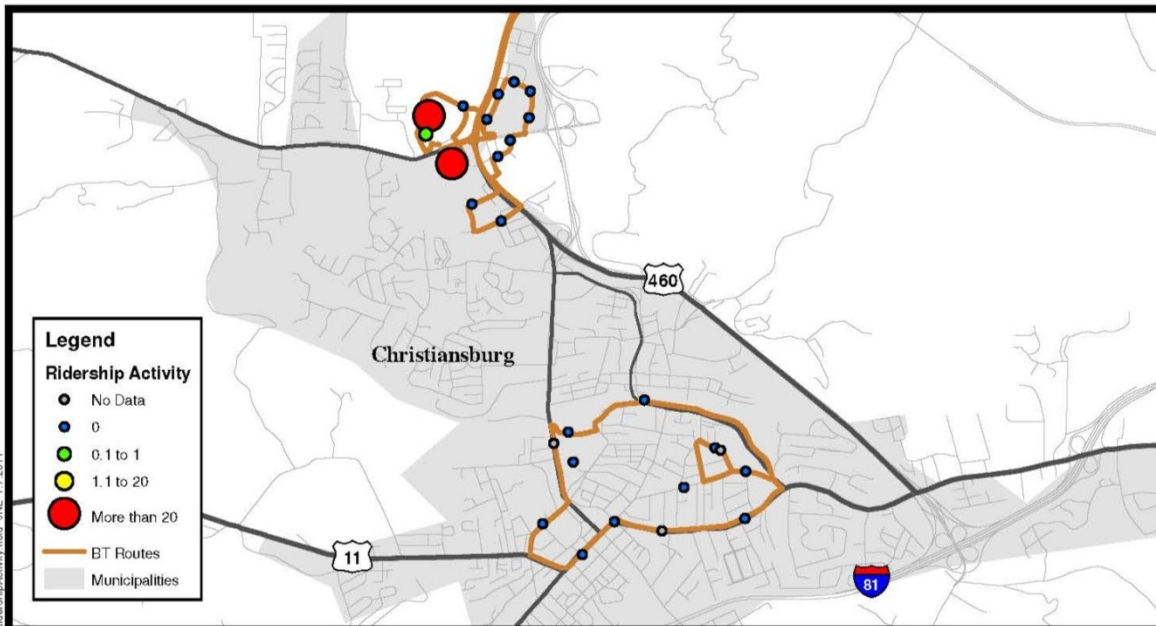 460
Christiansburg
Legend
Ridership Activity
No Data
0
0.1 to 1
1.1 to 20
More than 20
BT Routes
Municipalities
11
81